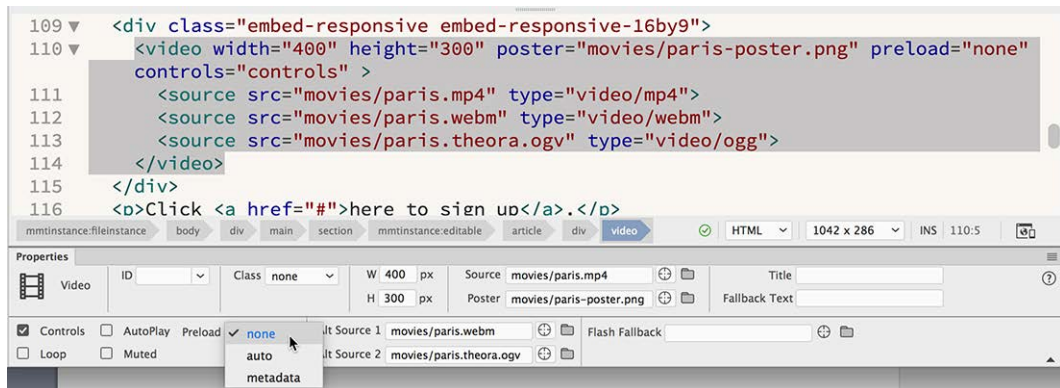 109 <div class="embed-responsive embed-responsive-16by9">
110 <video width="400" height="300" poster="movies/paris-poster.png" preload="none"
controls="controls" >
111 <source src="movies/paris.mp4" type="video/mp4">
112 <source src="movies/paris.webm" type="video/webm">
113 <source src="movies/paris.theora.ogv" type="video/ogg">
114 </video>
115 </div>
116 <p>Click <a href="#">here to sign up</a>.</p>
mmtinstance:fileinstance body div main section mmtinstance:editable article div video HTML 1042 x 286 INS 110:5
Properties
Video ID Class none W 400 px Source movies/paris.mp4 Title
H 300 px Poster movies/paris-poster.png Fallback Text
Controls AutoPlay Preload none lt Source 1 movies/paris.webm Flash Fallback
Loop Muted auto lt Source 2 movies/paris.theora.ogv
metadata